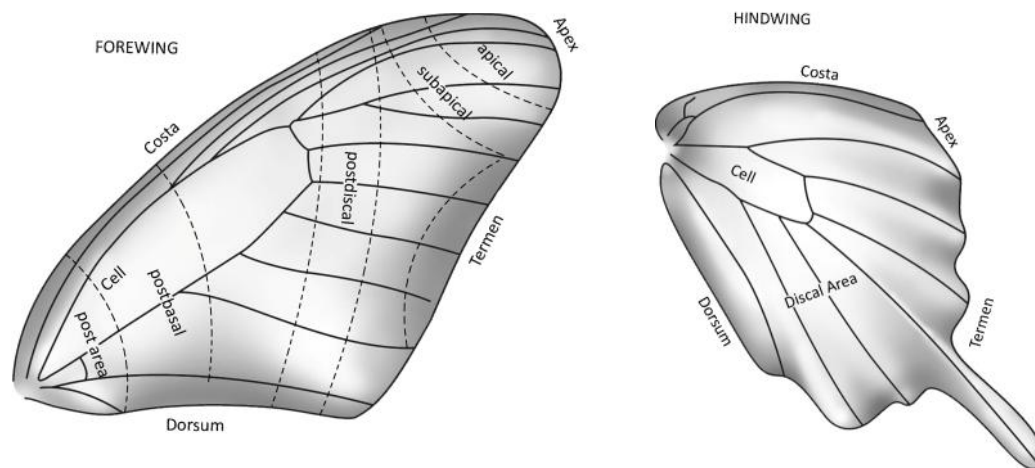 FOREWING
Apex
apical
subapical
Costa
postdiscal
Termen
Cell
postbasal
post area
Dorsum
HINDWING
Costa
Apex
Cell
Discal Area
Dorsum
Termen